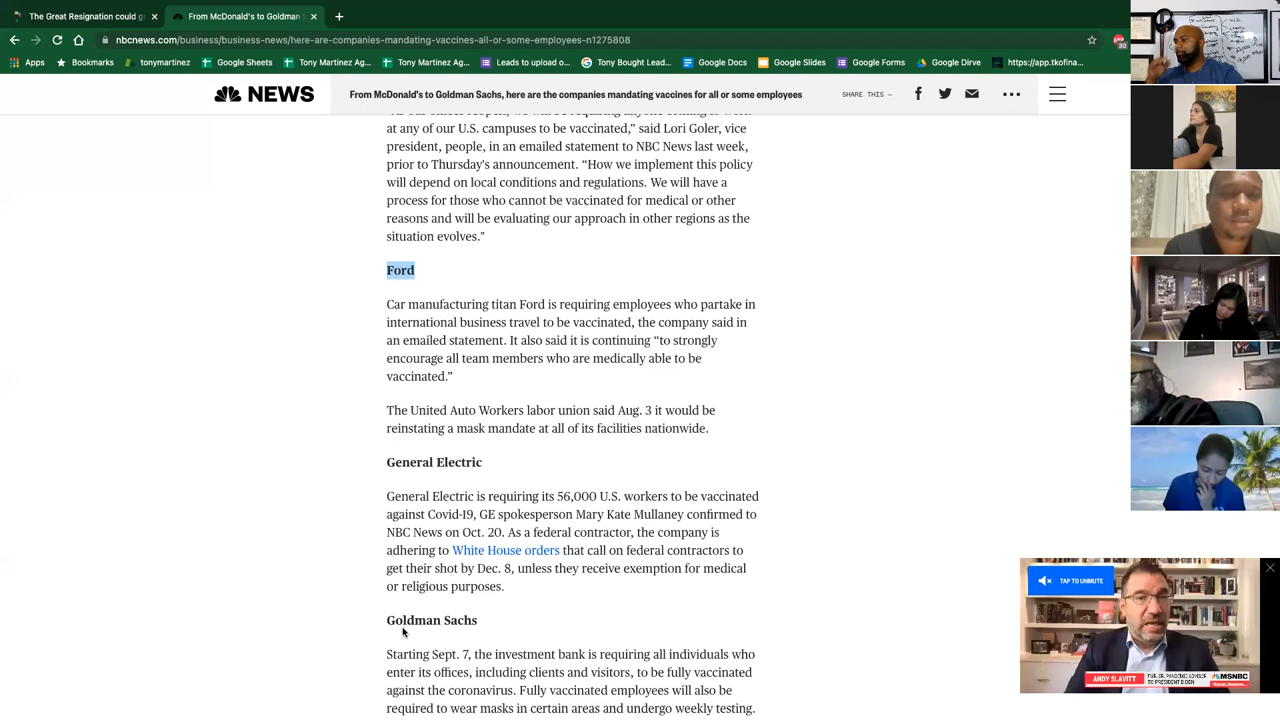 The Great Resignation could g
From McDonald's to Goldman
nbcnews.com/business/business-news/here-are-companies-mandating-vaccines-all-or-some-employees-n1275808
Apps
Bookmarks
tonymartinez
Google Sheets
Tony Martinez Ag...
Tony Martinez Ag...
Leads to upload o...
Tony Bought Lead...
Google Docs
Google Slides
Google Forms
Google Drive
https://app.tkofina...
30
NEWS
From McDonald's to Goldman Sachs, here are the companies mandating vaccines for all or some employees
SHARE THIS —
at any of our U.S. campuses to be vaccinated,” said Lori Goler, vice
president, people, in an emailed statement to NBC News last week,
prior to Thursday's announcement. “How we implement this policy
will depend on local conditions and regulations. We will have a
process for those who cannot be vaccinated for medical or other
reasons and will be evaluating our approach in other regions as the
situation evolves."
Ford
Car manufacturing titan Ford is requiring employees who partake in
international business travel to be vaccinated, the company said in
an emailed statement. It also said it is continuing “to strongly
encourage all team members who are medically able to be
vaccinated.”
The United Auto Workers labor union said Aug. 3 it would be
reinstating a mask mandate at all of its facilities nationwide.
General Electric
General Electric is requiring its 56,000 U.S. workers to be vaccinated
against Covid-19, GE spokesperson Mary Kate Mullaney confirmed to
NBC News on Oct. 20. As a federal contractor, the company is
adhering to White House orders that call on federal contractors to
get their shot by Dec. 8, unless they receive exemption for medical
or religious purposes.
Goldman Sachs
Starting Sept. 7, the investment bank is requiring all individuals who
enter its offices, including clients and visitors, to be fully vaccinated
against the coronavirus. Fully vaccinated employees will also be
required to wear masks in certain areas and undergo weekly testing.
TAP TO UNMUTE
ANDY SLAVITT
TO PRESIDENT BIDEN
MSNBC